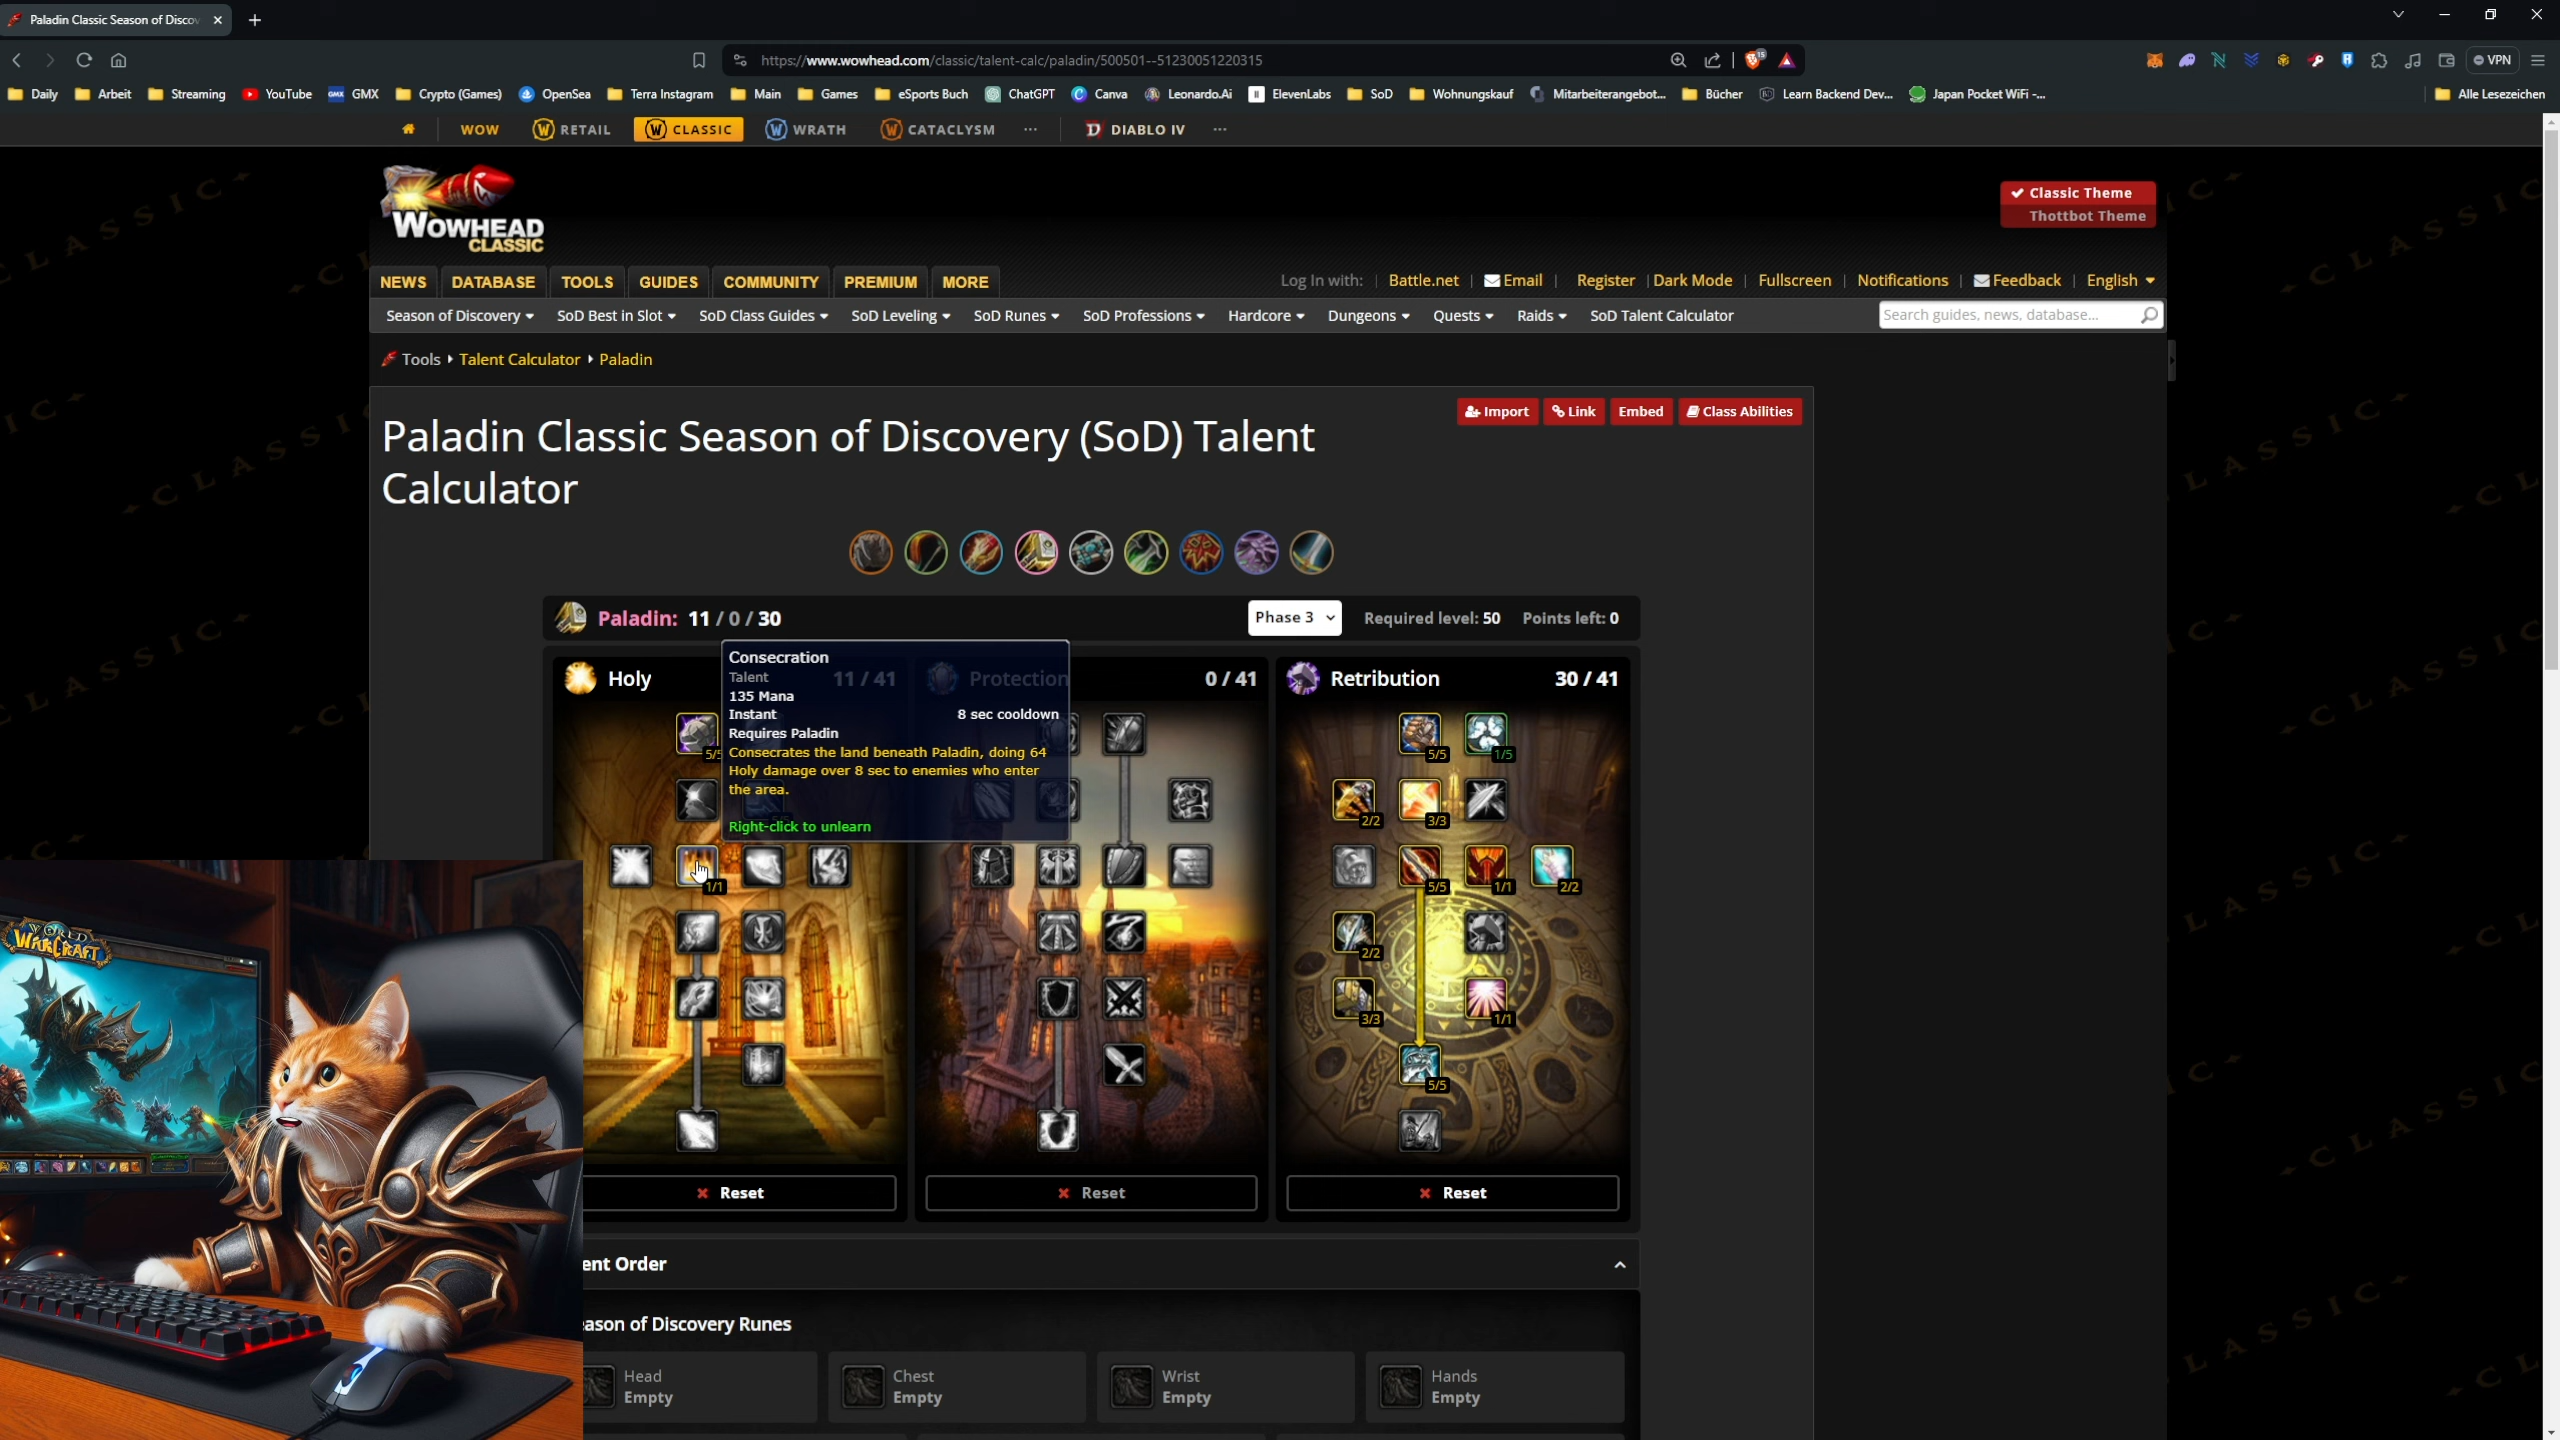 Paladin Classic Season of Discov
https://www.wowhead.com/classic/talent-calc/paladin/500501--51230051220315
15
VPN
Daily
Arbeit
Streaming
YouTube
GMX
Crypto (Games)
OpenSea
Terra Instagram
Main
Games
eSports Buch
ChatGPT
Canva
Leonardo.Ai
ElevenLabs
SoD
Wohnungskauf
Mitarbeiterangebot...
Bücher
Learn Backend Dev...
Japan Pocket WiFi -...
Alle Lesezeichen
WOW
RETAIL
CLASSIC
WRATH
CATACLYSM
...
DIABLO IV
...
WOWHEAD
CLASSIC
Classic Theme
Thottbot Theme
NEWS
DATABASE
TOOLS
GUIDES
COMMUNITY
PREMIUM
MORE
Log In with:
Battle.net
Email
Register
Dark Mode
Fullscreen
Notifications
Feedback
English
Season of Discovery
SoD Best in Slot
SoD Class Guides
SoD Leveling
SoD Runes
SoD Professions
Hardcore
Dungeons
Quests
Raids
SoD Talent Calculator
Search guides, news, database...
Tools
Talent Calculator
Paladin
Import
Link
Embed
Class Abilities
Paladin Classic Season of Discovery (SoD) Talent
Calculator
Paladin: 11 / 0 / 30
Phase 3
Required level: 50
Points left: 0
Holy
11 / 41
Protection
0 / 41
Retribution
30 / 41
Consecration
Talent
135 Mana
Instant
8 sec cooldown
Requires Paladin
Consecrates the land beneath Paladin, doing 64
Holy damage over 8 sec to enemies who enter
the area.
Right-click to unlearn
5/5
1/5
2/2
3/3
1/1
5/5
1/1
2/2
2/2
3/3
1/1
5/5
Reset
Reset
Reset
ent Order
ason of Discovery Runes
Head
Empty
Chest
Empty
Wrist
Empty
Hands
Empty
WORLD
WARCRAFT
CLASSIC